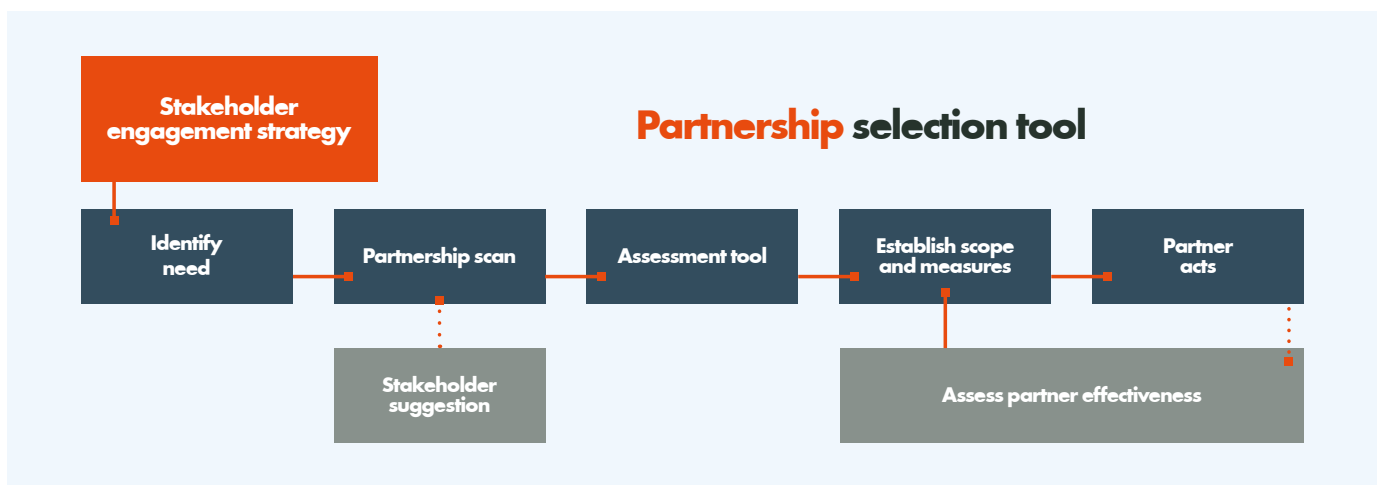 Stakeholder
engagement strategy
Partnership selection tool
Identify
need
Partnership scan
Assessment tool
Establish scope
and measures
Partner
acts
Stakeholder
suggestion
Assess partner effectiveness